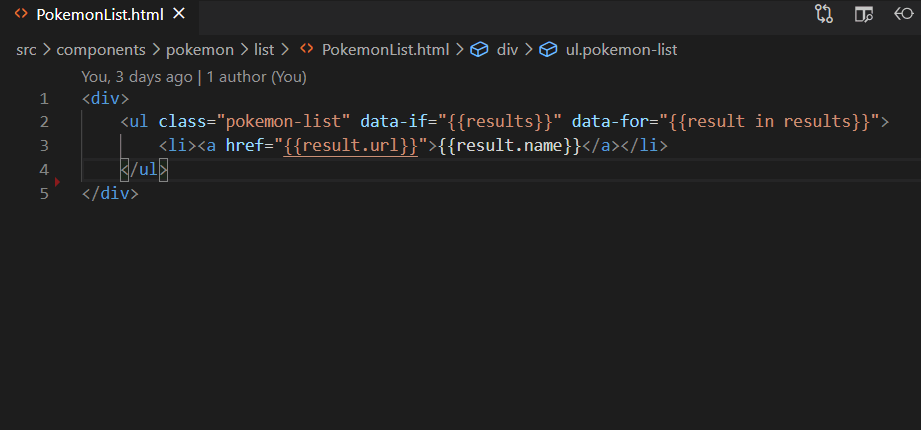 PokemonList.html
src > components > pokemon > list > PokemonList.html > div > ul.pokemon-list
You, 3 days ago | 1 author (You)
1 <div>
2 <ul class="pokemon-list" data-if="{{results}}" data-for="{{result in results}}">
3 <li><a href="{{result.url}}">{{result.name}}</a></li>
4 </ul>
5 </div>